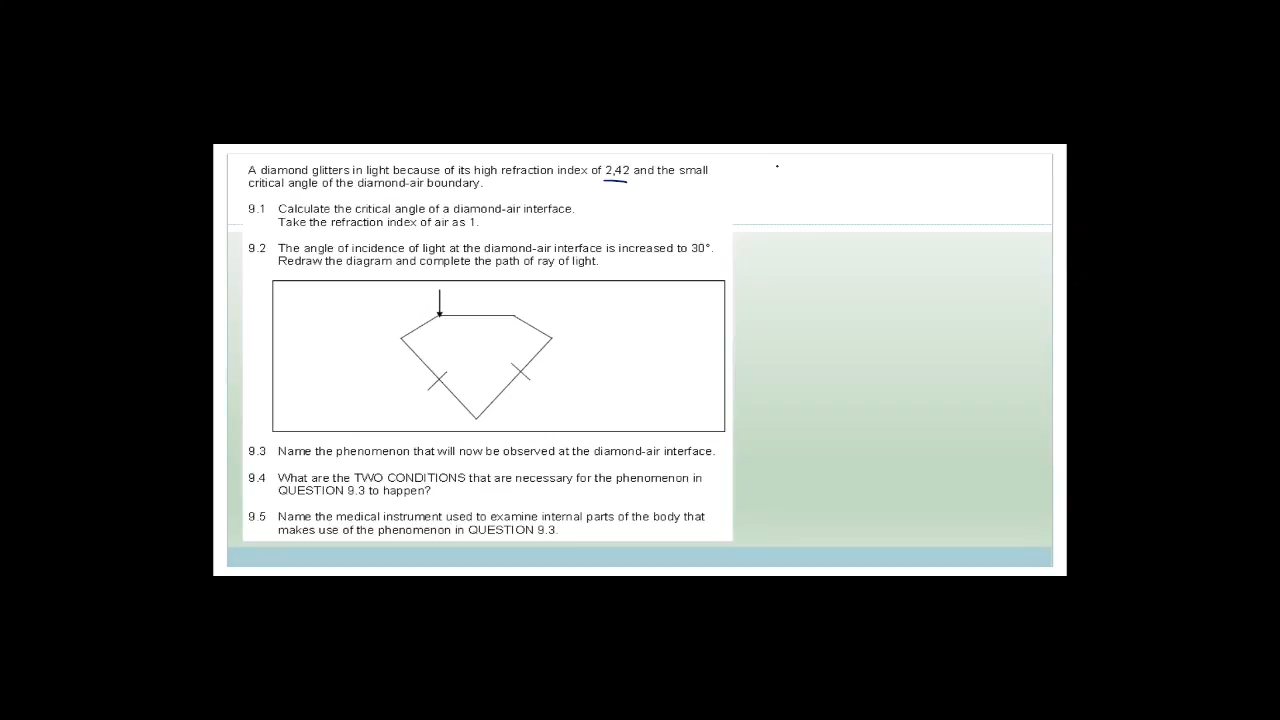 A diamond glitters in light because of its high refraction index of 2,42 and the small
critical angle of the diamond-air boundary.
9.1 Calculate the critical angle of a diamond-air interface.
Take the refraction index of air as 1.
9.2 The angle of incidence of light at the diamond-air interface is increased to 30°.
Redraw the diagram and complete the path of ray of light.
9.3 Name the phenomenon that will now be observed at the diamond-air interface.
9.4 What are the TWO CONDITIONS that are necessary for the phenomenon in
QUESTION 9.3 to happen?
9.5 Name the medical instrument used to examine internal parts of the body that
makes use of the phenomenon in QUESTION 9.3.